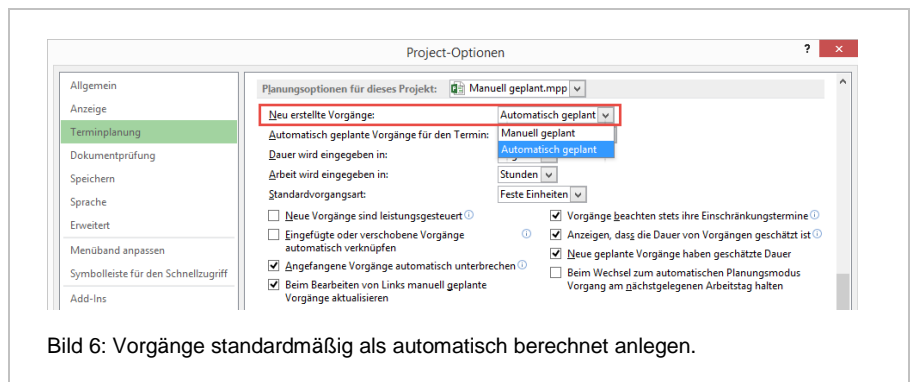 Project-Optionen
?
×
Allgemein
Anzeige
Terminplanung
Dokumentprüfung
Speichern
Sprache
Erweitert
Menüband anpassen
Symbolleiste für den Schnellzugriff
Add-Ins
Planungsoptionen für dieses Projekt: Manuell geplant.mpp
Neu erstellte Vorgänge: Automatisch geplant
Manuell geplant
Automatisch geplant
Automatisch geplante Vorgänge für den Termin:
Dauer wird eingegeben in:
Arbeit wird eingegeben in: Stunden
Standardvorgangsart: Feste Einheiten
Neue Vorgänge sind leistungsgesteuert
Eingefügte oder verschobene Vorgänge
automatisch verknüpfen
Angefangene Vorgänge automatisch unterbrechen
Beim Bearbeiten von Links manuell geplante
Vorgänge aktualisieren
Vorgänge beachten stets ihre Einschränkungstermine
Anzeigen, dass die Dauer von Vorgängen geschätzt ist
Neue geplante Vorgänge haben geschätzte Dauer
Beim Wechsel zum automatischen Planungsmodus
Vorgang am nächstgelegenen Arbeitstag halten
Bild 6: Vorgänge standardmäßig als automatisch berechnet anlegen.